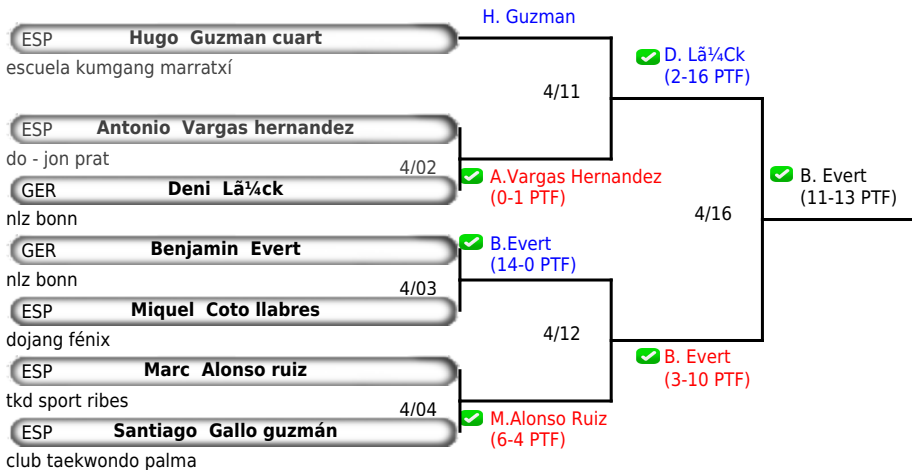 H. Guzman
ESP Hugo Guzman cuart
escuela kumgang marratxí
D. Lã¼Ck
(2-16 PTF)
4/11
ESP Antonio Vargas hernandez
do - jon prat
4/02
A.Vargas Hernandez
(0-1 PTF)
GER Deni Lã¼ck
nlz bonn
B. Evert
(11-13 PTF)
4/16
GER Benjamin Evert
nlz bonn
B.Evert
(14-0 PTF)
4/03
ESP Miquel Coto llabres
dojang fénix
4/12
B. Evert
(3-10 PTF)
ESP Marc Alonso ruiz
tkd sport ribes
4/04
M.Alonso Ruiz
(6-4 PTF)
ESP Santiago Gallo guzmán
club taekwondo palma